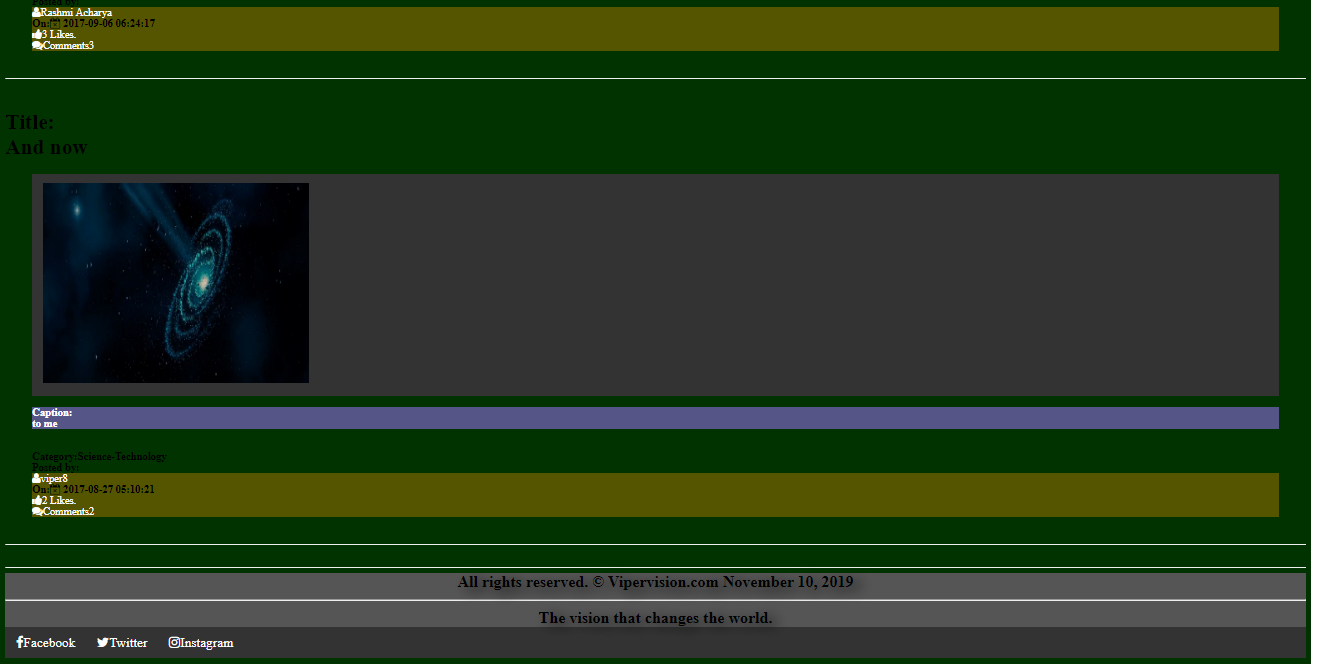 Posted by:
Rashmi Acharya
On: 2017-09-06 06:24:17
3 Likes.
Comments3
Title:
And now
Caption:
to me
Category:Science-Technology
Posted by:
viper8
On: 2017-08-27 05:10:21
2 Likes.
Comments2
All rights reserved. © Vipervision.com November 10, 2019
The vision that changes the world.
Facebook Twitter Instagram